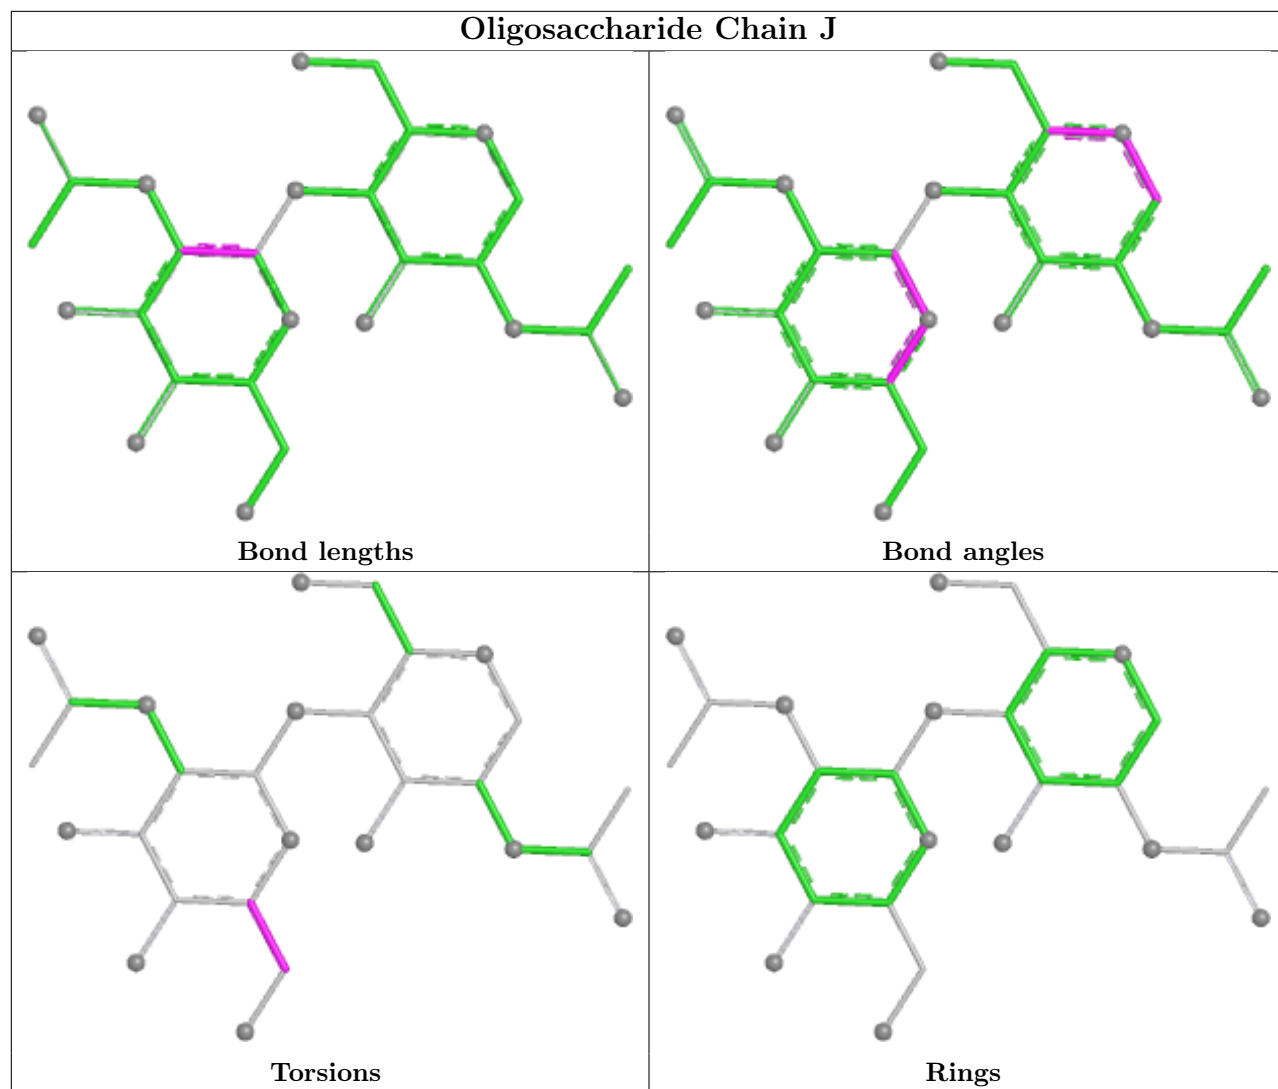 Oligosaccharide Chain J
Bond lengths
Bond angles
Torsions
Rings